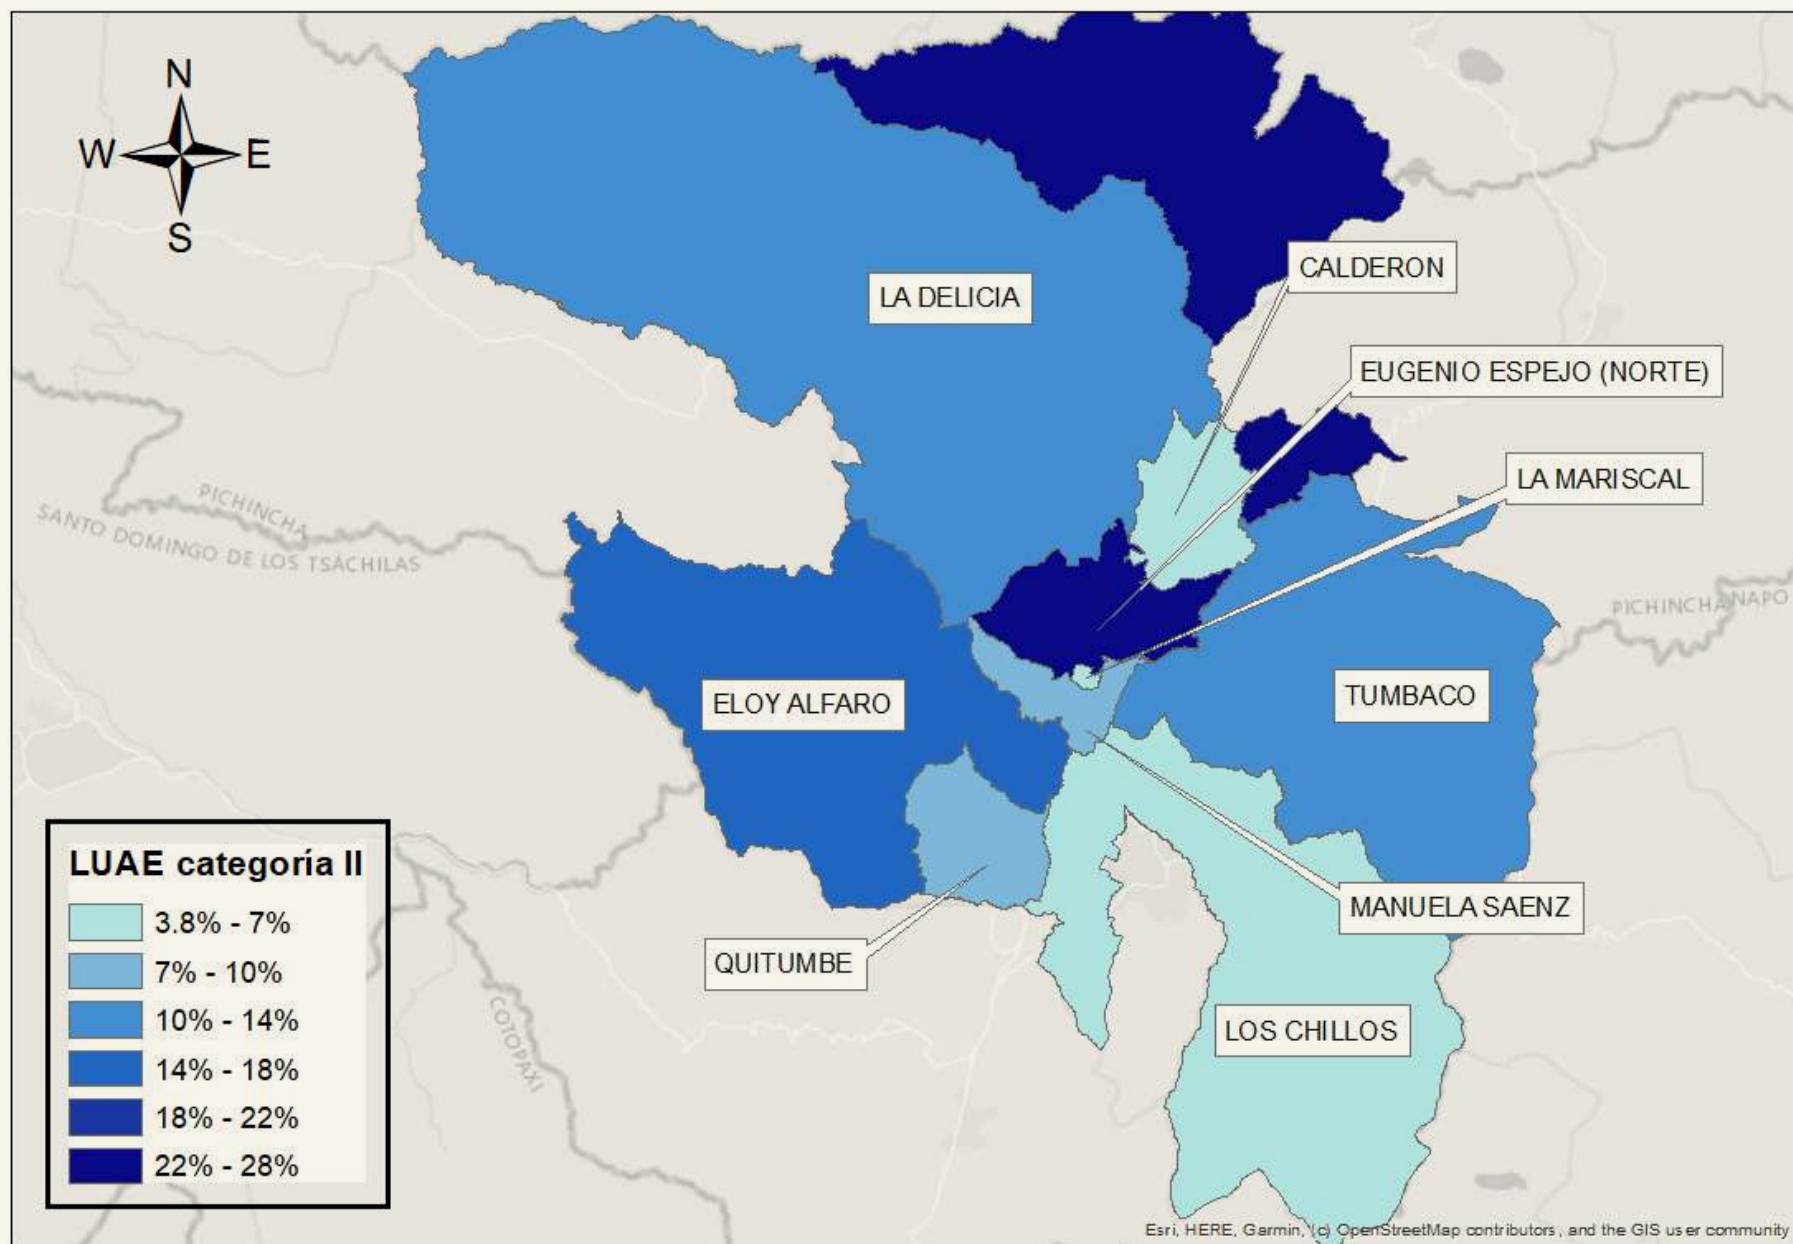 N
W E
S
CALDERON
LA DELICIA
EUGENIO ESPEJO (NORTE)
LA MARISCAL
PICHINCHA
SANTO DOMINGO DE LOS TSÁCHILAS
PICHINCHA NAPO
ELOY ALFARO
TUMBACO
MANUELA SAENZ
QUITUMBE
COTOPAXI
LOS CHILLOS
LUAE categoría II
3.8% - 7%
7% - 10%
10% - 14%
14% - 18%
18% - 22%
22% - 28%
Esri, HERE, Garmin, (c) OpenStreetMap contributors, and the GIS user community